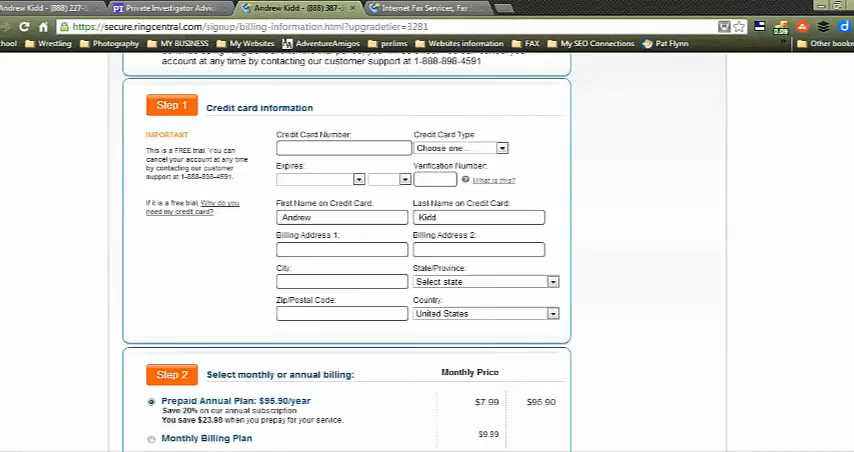 Andrew Kidd - (888) 227-1
Private Investigator Advic
Andrew Kidd - (888) 387-3
Internet Fax Services, Fax
https://secure.ringcentral.com/signup/billing-information.html?upgradetier=3281
0.09
hool Wrestling Photography MY BUSINESS My Websites AdventureAmigos prelims Websites information FAX My SEO Connections Pat Flynn Other bookm
account at any time by contacting our customer support at 1-888-898-4591
Step 1 Credit card information
IMPORTANT
This is a FREE trial. You can
cancel your account at any time
by contacting our customer
support at 1-888-898-4591.
If it is a free trial, Why do you
need my credit card?
Credit Card Number: Credit Card Type:
Choose one...
Expires: Verification Number:
What is this?
First Name on Credit Card: Last Name on Credit Card:
Andrew Kidd
Billing Address 1: Billing Address 2:
City: State/Province:
Select state
Zip/Postal Code: Country:
United States
Step 2 Select monthly or annual billing: Monthly Price
Prepaid Annual Plan: $95.90/year $7.99 $95.90
Save 20% on our annual subscription.
You save $23.98 when you prepay for your service.
Monthly Billing Plan $9.99